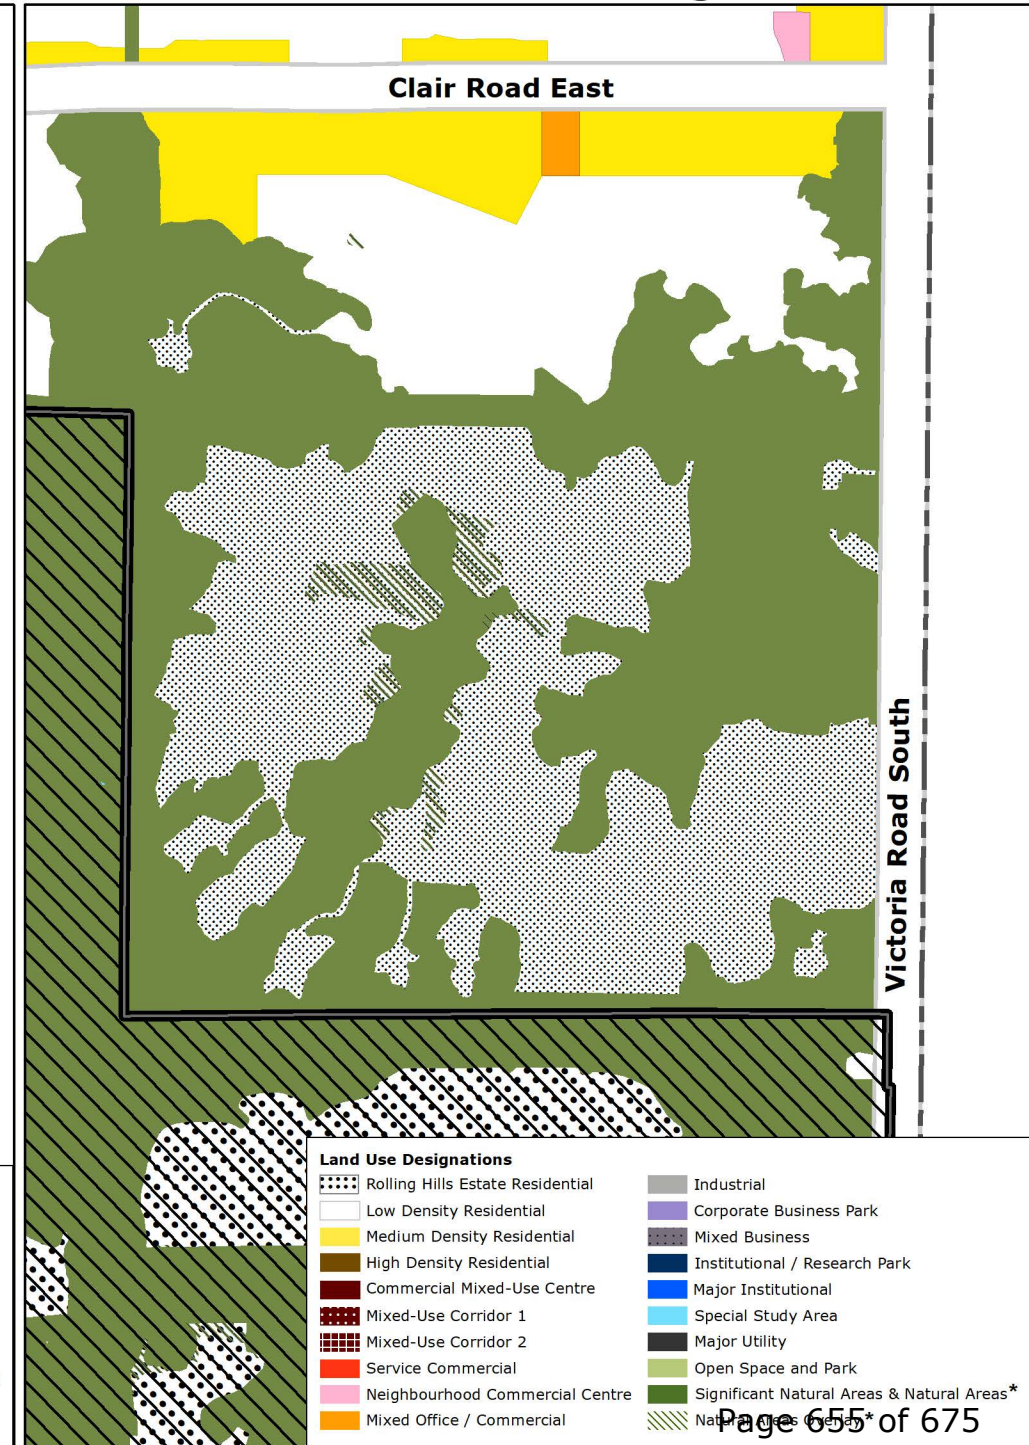 Clair Road East
Victoria Road South
Land Use Designations
Rolling Hills Estate Residential
Low Density Residential
Medium Density Residential
High Density Residential
Commercial Mixed-Use Centre
Mixed-Use Corridor 1
Mixed-Use Corridor 2
Service Commercial
Neighbourhood Commercial Centre
Mixed Office / Commercial
Industrial
Corporate Business Park
Mixed Business
Institutional / Research Park
Major Institutional
Special Study Area
Major Utility
Open Space and Park
Significant Natural Areas & Natural Areas*
Natural Areas Overlay*
Page 655 of 675